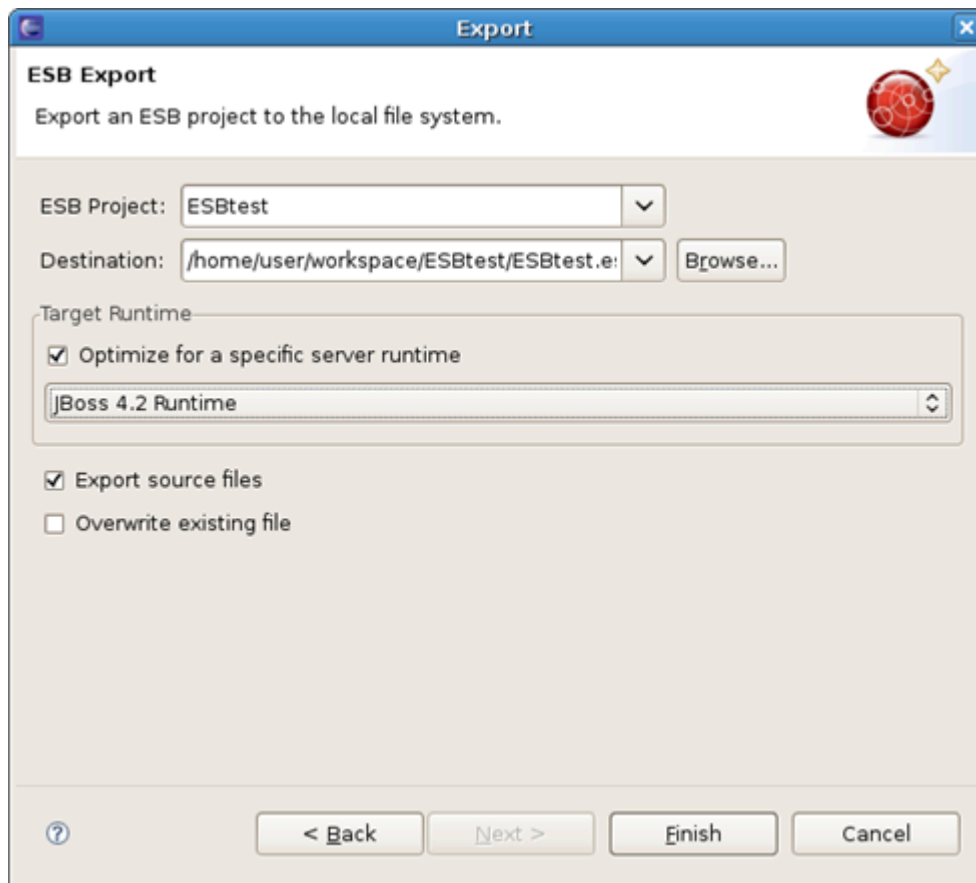 Export
ESB Export
Export an ESB project to the local file system.
ESB Project: ESBtest
Destination: /home/user/workspace/ESBtest/ESBtest.e Browse...
Target Runtime
Optimize for a specific server runtime
JBoss 4.2 Runtime
Export source files
Overwrite existing file
< Back Next > Finish Cancel